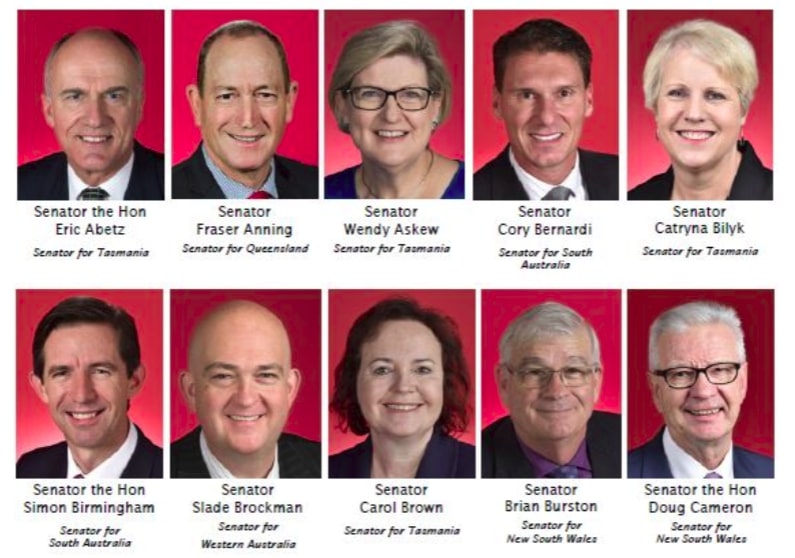 Senator the Hon
Eric Abetz
Senator for Tasmania
Senator
Fraser Anning
Senator for Queensland
Senator
Wendy Askew
Senator for Tasmania
Senator
Cory Bernardi
Senator for South
Australia
Senator
Catryna Bilyk
Senator for Tasmania
Senator the Hon
Simon Birmingham
Senator for
South Australia
Senator
Slade Brockman
Senator for
Western Australia
Senator
Carol Brown
Senator for Tasmania
Senator
Brian Burston
Senator for
New South Wales
Senator the Hon
Doug Cameron
Senator for
New South Wales